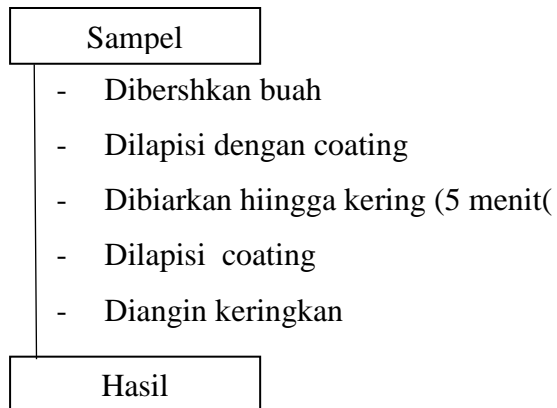 Sampel
- Dibershkan buah
- Dilapisi dengan coating
- Dibiarkan hiingga kering (5 menit(
- Dilapisi  coating
- Diangin keringkan
Hasil